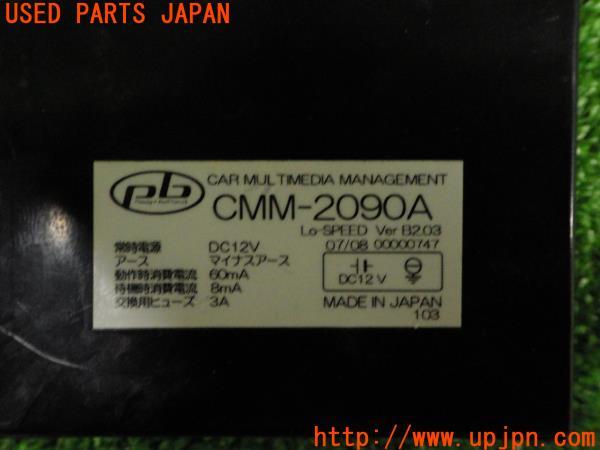 USED PARTS JAPAN
pb
CAR MULTIMEDIA MANAGEMENT
CMM-2090A
Lo-SPEED Ver B2.03
07/08 00000747
常時電源 DC12V
アース マイナスアース
動作時消費電流 60mA
待機時消費電流 8mA
交換用ヒューズ 3A
DC12V
MADE IN JAPAN
103
http://www.upjpn.com/